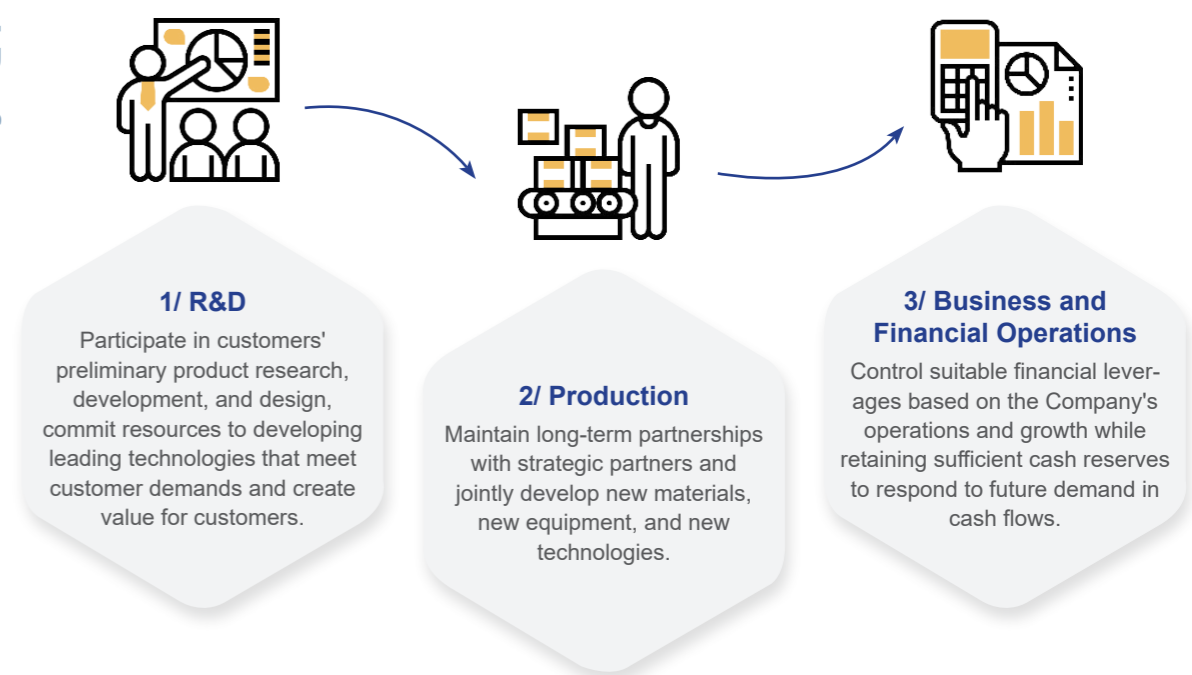 1/ R&D
Participate in customers'
preliminary product research,
development, and design,
commit resources to developing
leading technologies that meet
customer demands and create
value for customers.
2/ Production
Maintain long-term partnerships
with strategic partners and
jointly develop new materials,
new equipment, and new
technologies.
3/ Business and
Financial Operations
Control suitable financial lever-
ages based on the Company's
operations and growth while
retaining sufficient cash reserves
to respond to future demand in
cash flows.